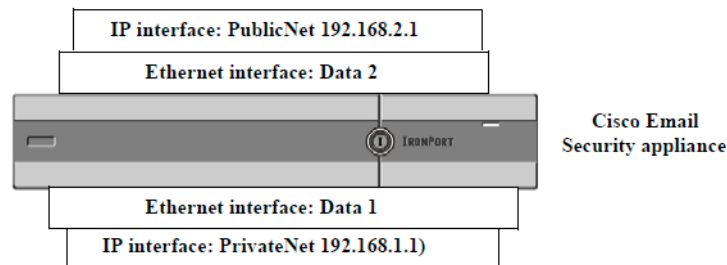 IP interface: PublicNet 192.168.2.1
Ethernet interface: Data 2
IRONPORT
Cisco Email
Security appliance
Ethernet interface: Data 1
IP interface: PrivateNet 192.168.1.1)